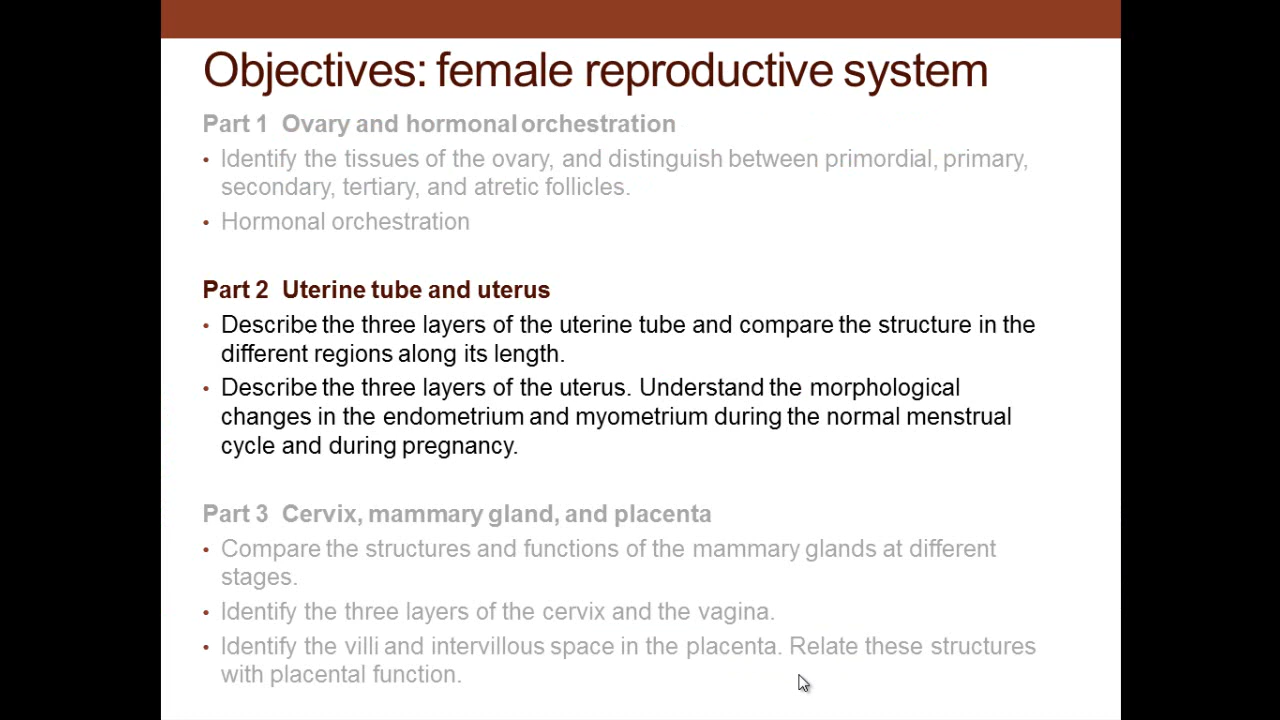 Objectives: female reproductive system
Part 1  Ovary and hormonal orchestration
• Identify the tissues of the ovary, and distinguish between primordial, primary,
secondary, tertiary, and atretic follicles.
• Hormonal orchestration
Part 2  Uterine tube and uterus
• Describe the three layers of the uterine tube and compare the structure in the
different regions along its length.
• Describe the three layers of the uterus. Understand the morphological
changes in the endometrium and myometrium during the normal menstrual
cycle and during pregnancy.
Part 3  Cervix, mammary gland, and placenta
• Compare the structures and functions of the mammary glands at different
stages.
• Identify the three layers of the cervix and the vagina.
• Identify the villi and intervillous space in the placenta. Relate these structures
with placental function.